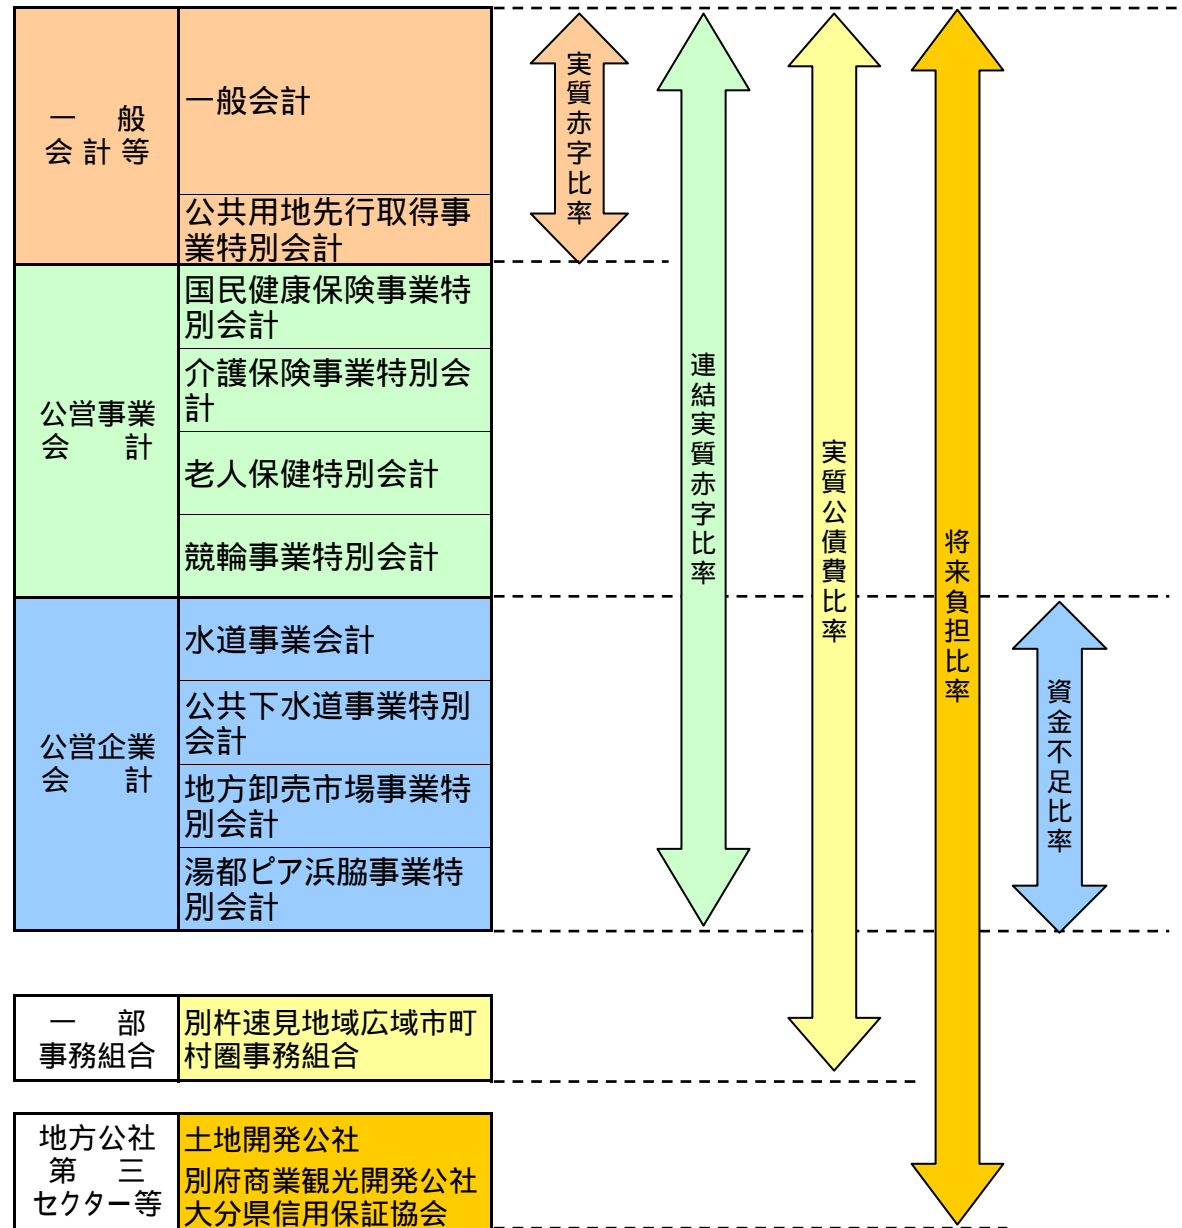 一　般
会計等
一般会計
公共用地先行取得事
業特別会計
公営事業
会　計
国民健康保険事業特
別会計
介護保険事業特別会
計
老人保健特別会計
競輪事業特別会計
公営企業
会　計
水道事業会計
公共下水道事業特別
会計
地方卸売市場事業特
別会計
湯都ピア浜脇事業特
別会計
一　部
事務組合
別杵速見地域広域市町
村圏事務組合
地方公社
第　三
セクター等
土地開発公社
別府商業観光開発公社
大分県信用保証協会
実質赤字比率
連結実質赤字比率
実質公債費比率
将来負担比率
資金不足比率